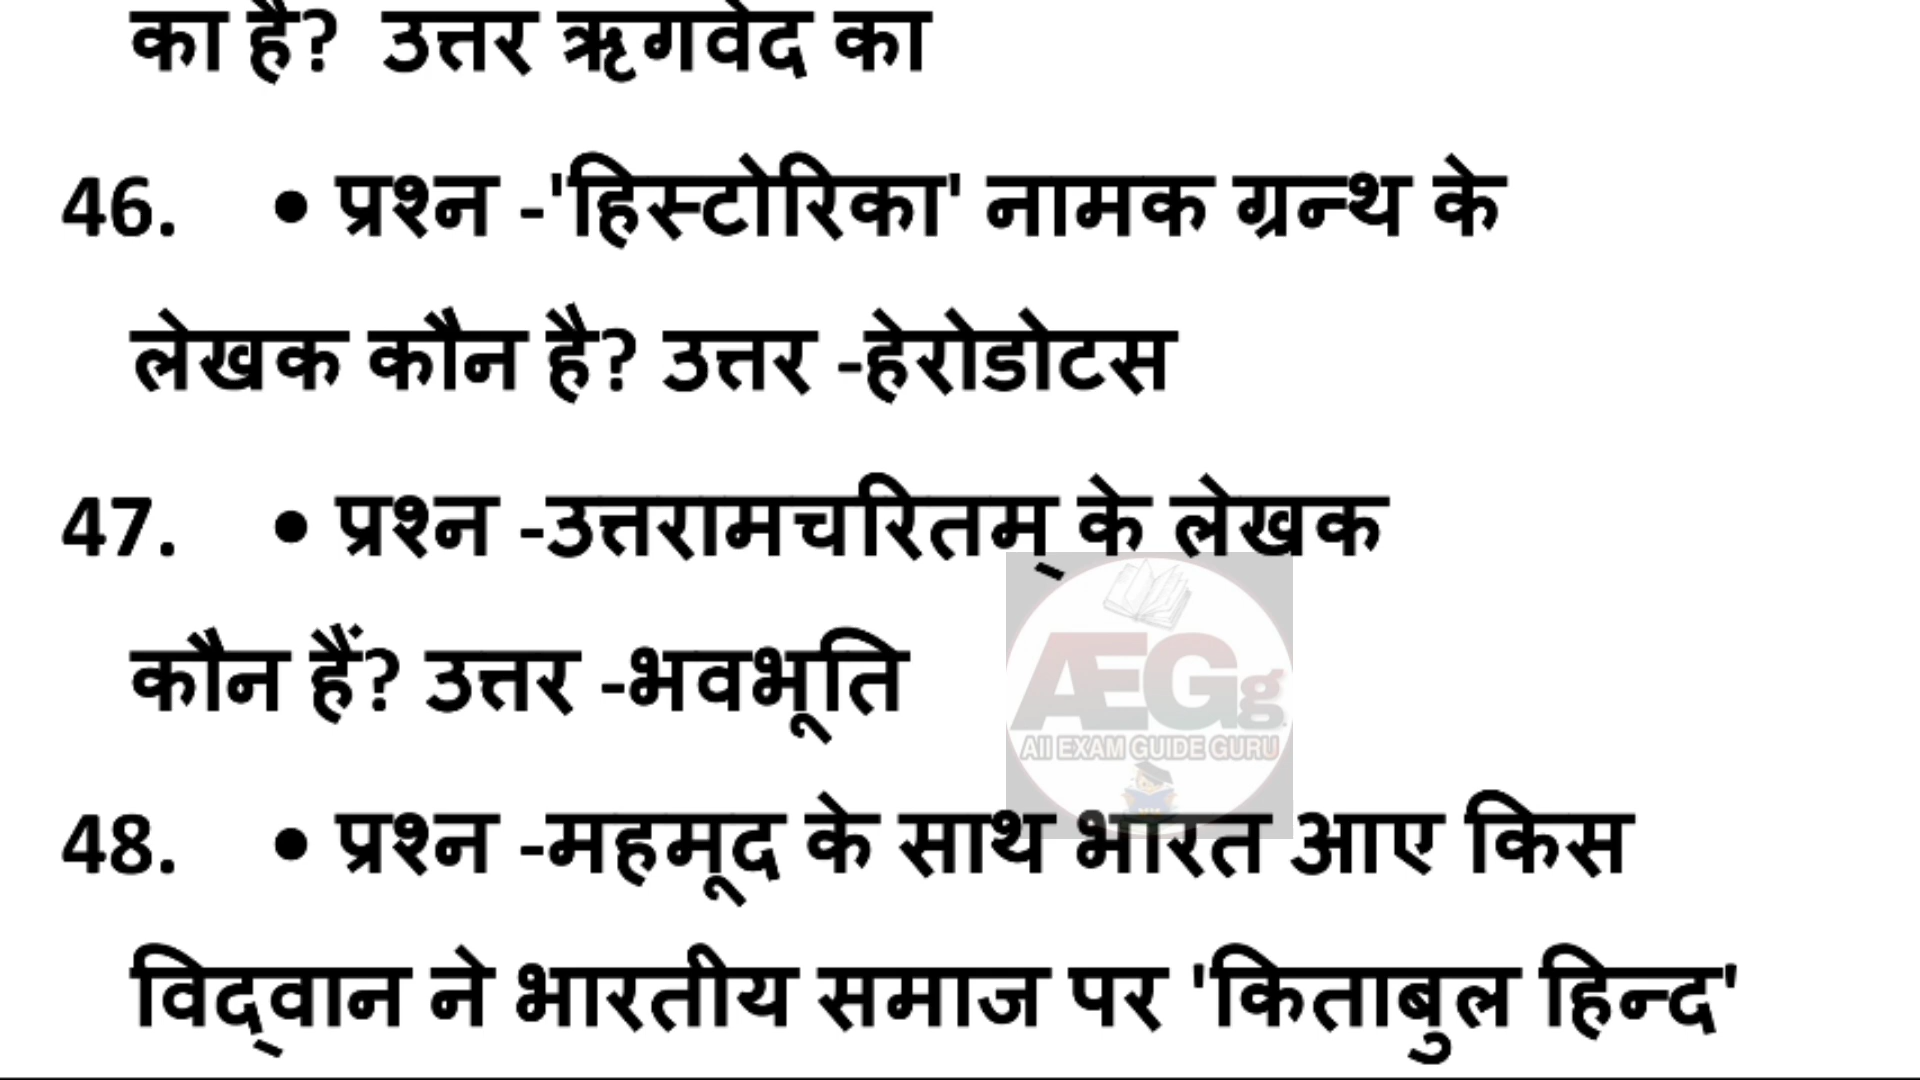 का है? उत्तर ऋगवेद का
46. • प्रश्न -'हिस्टोरिका' नामक ग्रन्थ के
लेखक कौन है? उत्तर -हेरोडोटस
47. • प्रश्न -उत्तरामचरितम् के लेखक
कौन हैं? उत्तर -भवभूति
ÆGg
All EXAM GUIDE GURU
48. • प्रश्न -महमूद के साथ भारत आए किस
विद्वान ने भारतीय समाज पर 'किताबुल हिन्द'